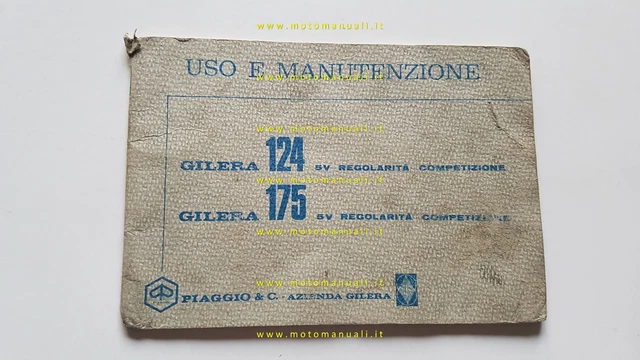 www.motomanuali.it
USO E MANUTENZIONE
www.motomanuali.it
www.motomanuali.it
GILERA 124 5V REGOLARITÀ COMPETIZIONE
www.motomanuali.it
GILERA 175 5V REGOLARITÀ COMPETIZIONE
www.motomanuali.it
www.motomanuali.it
PIAGGIO & C. - AZIENDA GILERA
www.motomanuali.it